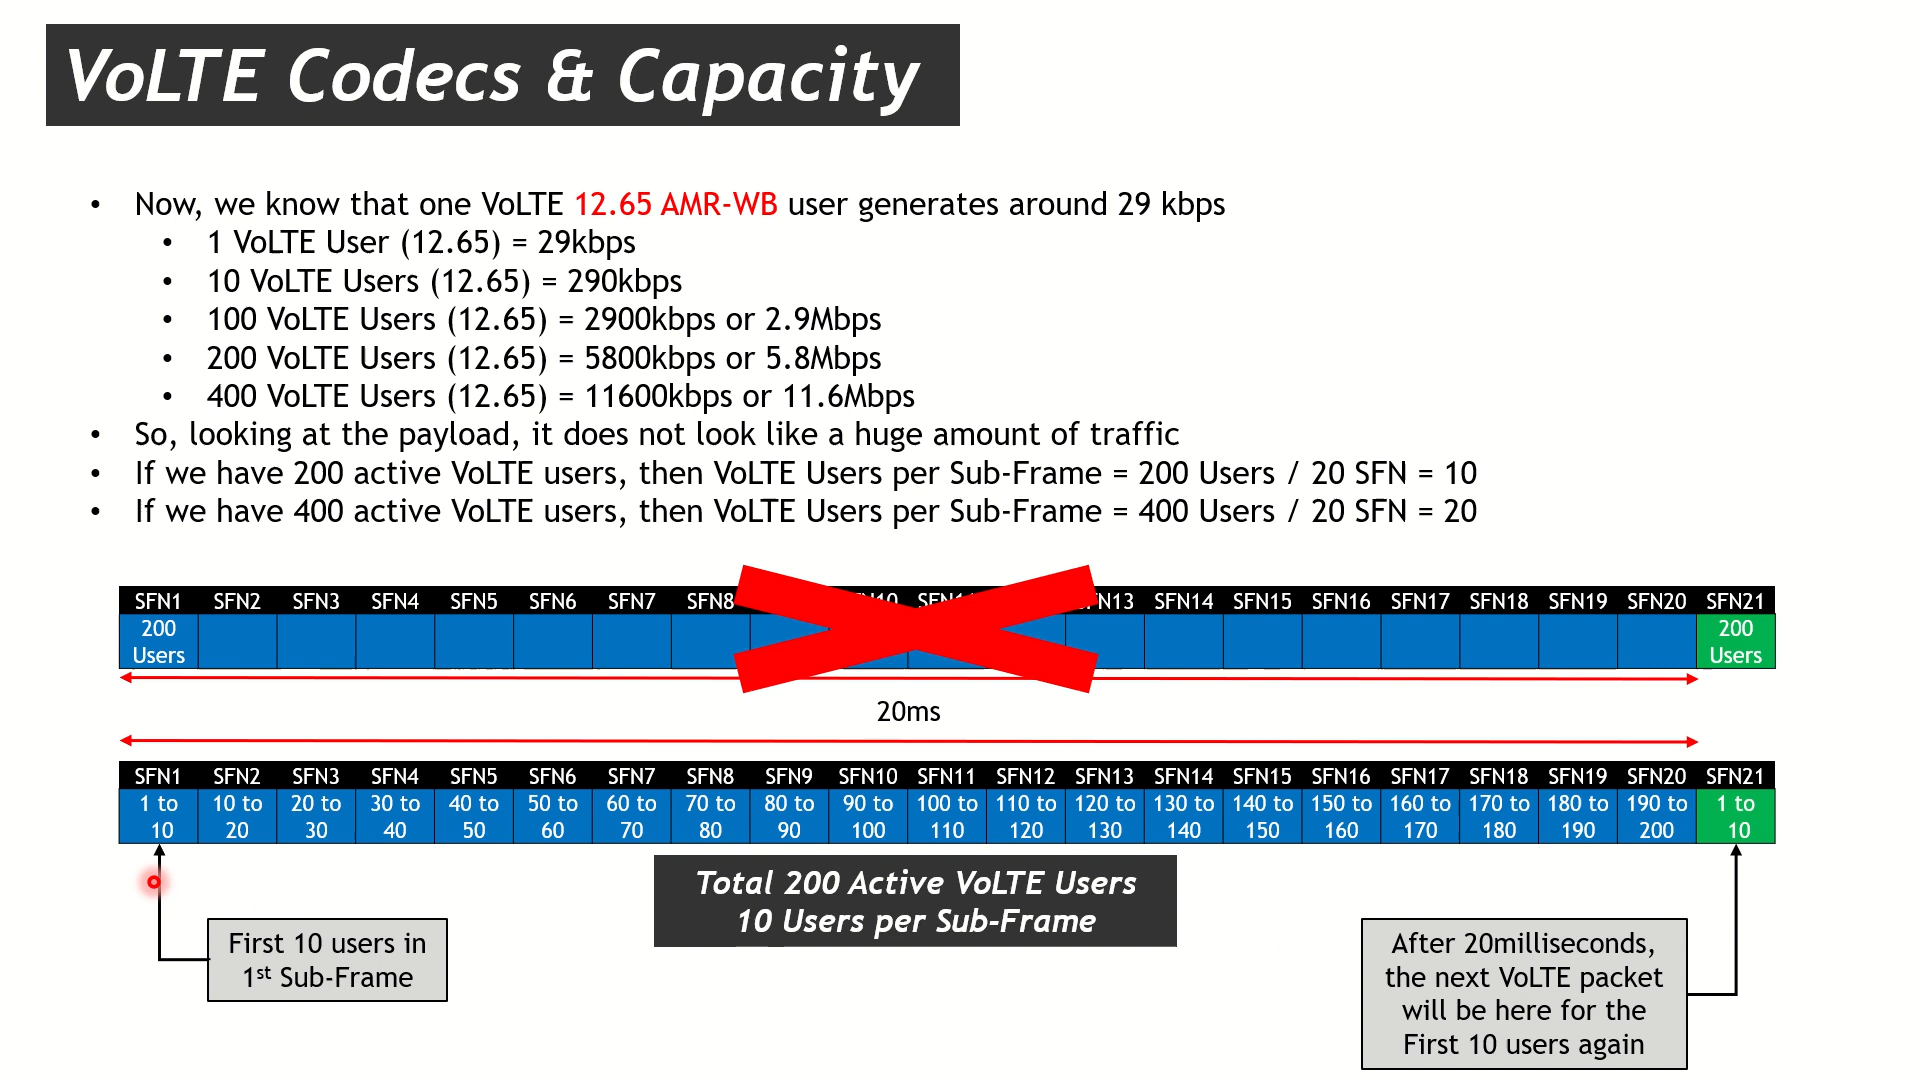 VoLTE Codecs & Capacity
• Now, we know that one VoLTE 12.65 AMR-WB user generates around 29 kbps
• 1 VoLTE User (12.65) = 29kbps
• 10 VoLTE Users (12.65) = 290kbps
• 100 VoLTE Users (12.65) = 2900kbps or 2.9Mbps
• 200 VoLTE Users (12.65) = 5800kbps or 5.8Mbps
• 400 VoLTE Users (12.65) = 11600kbps or 11.6Mbps
• So, looking at the payload, it does not look like a huge amount of traffic
• If we have 200 active VoLTE users, then VoLTE Users per Sub-Frame = 200 Users / 20 SFN = 10
• If we have 400 active VoLTE users, then VoLTE Users per Sub-Frame = 400 Users / 20 SFN = 20
SFN1 SFN2 SFN3 SFN4 SFN5 SFN6 SFN7 SFN8 SFN14 SFN15 SFN16 SFN17 SFN18 SFN19 SFN20 SFN21
200 200
Users Users
20ms
SFN1 SFN2 SFN3 SFN4 SFN5 SFN6 SFN7 SFN8 SFN9 SFN10 SFN11 SFN12 SFN13 SFN14 SFN15 SFN16 SFN17 SFN18 SFN19 SFN20 SFN21
1 to 10 to 20 to 30 to 40 to 50 to 60 to 70 to 80 to 90 to 100 to 110 to 120 to 130 to 140 to 150 to 160 to 170 to 180 to 190 to 1 to
10 20 30 40 50 60 70 80 90 100 110 120 130 140 150 160 170 180 190 200 10
Total 200 Active VoLTE Users
10 Users per Sub-Frame
First 10 users in
1st Sub-Frame
After 20milliseconds,
the next VoLTE packet
will be here for the
First 10 users again